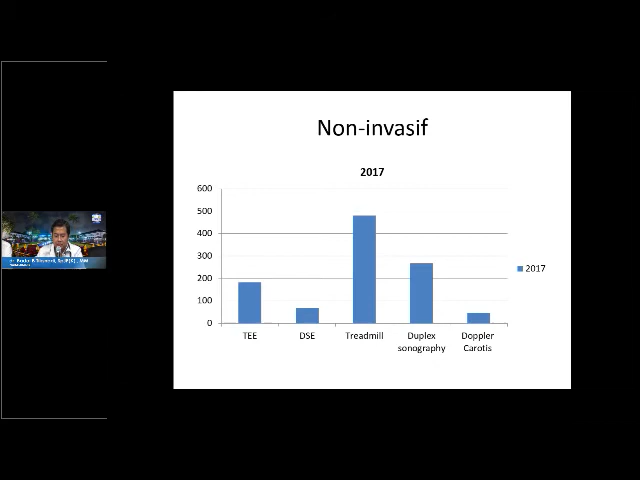 Non-invasif
2017
600
500
400
300
200
100
0
TEE
DSE
Treadmill
Duplex
sonography
Doppler
Carotis
2017